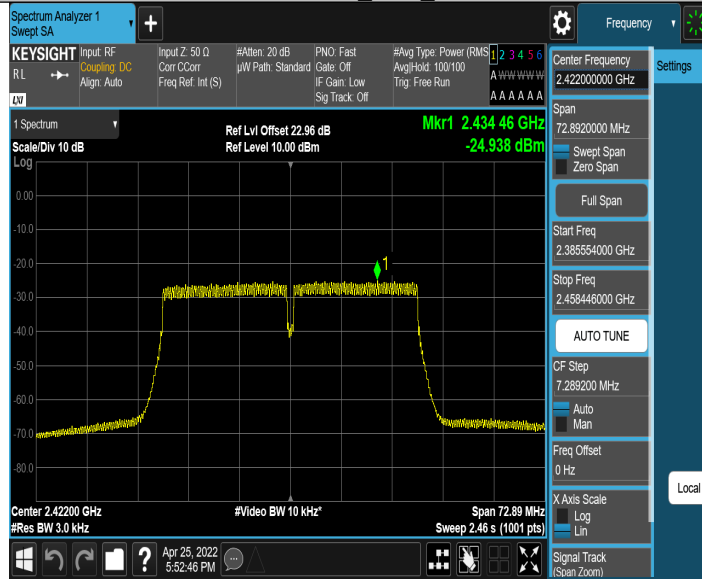 Spectrum Analyzer 1
Swept SA
Frequency
KEYSIGHT
RL
LXI
Input: RF
Coupling: DC
Align: Auto
Input Z: 50 Ω
Corr CCorr
Freq Ref: Int (S)
#Atten: 20 dB
µW Path: Standard
PNO: Fast
Gate: Off
IF Gain: Low
Sig Track: Off
#Avg Type: Power (RMS
Avg|Hold: 100/100
Trig: Free Run
1 2 3 4 5 6
A W W W W W
A A A A A A
1 Spectrum
Scale/Div 10 dB
Log
Ref Lvl Offset 22.96 dB
Ref Level 10.00 dBm
Mkr1 2.434 46 GHz
-24.938 dBm
0.00
-10.0
-20.0
-30.0
-40.0
-50.0
-60.0
-70.0
-80.0
1
Center 2.42200 GHz
#Res BW 3.0 kHz
#Video BW 10 kHz*
Span 72.89 MHz
Sweep 2.46 s (1001 pts)
Apr 25, 2022
5:52:46 PM
?
Center Frequency
2.422000000 GHz
Span
72.8920000 MHz
Swept Span
Zero Span
Full Span
Start Freq
2.385554000 GHz
Stop Freq
2.458446000 GHz
AUTO TUNE
CF Step
7.289200 MHz
Auto
Man
Freq Offset
0 Hz
X Axis Scale
Log
Lin
Signal Track
(Span Zoom)
Settings
Local